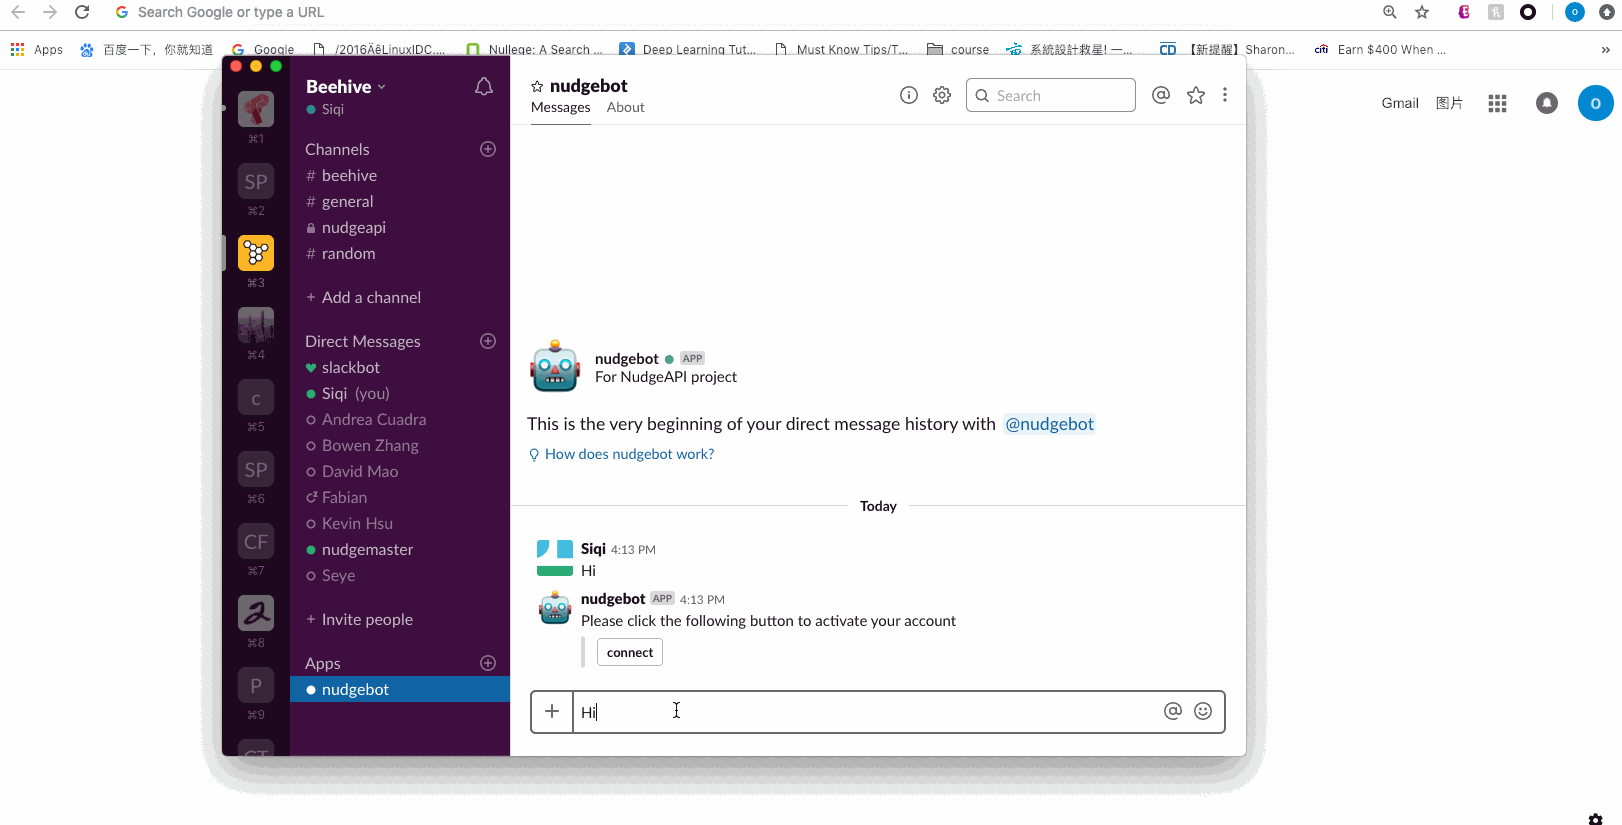 Search Google or type a URL
Apps 百度一下，你就知道 Google /2016ÄêLinuxIDC.... Nullege: A Search ... Deep Learning Tut... Must Know Tips/T... course 系統設計救星! 一... CD 【新提醒】Sharon... citi Earn $400 When ... »
Gmail 图片 O
Beehive
Siqi
nudgebot
Messages About
Search
⌘1
SP
⌘2
⌘3
⌘4
c
⌘5
SP
⌘6
CF
⌘7
⌘8
P
⌘9
CT
Channels
# beehive
# general
nudgeapi
# random
+ Add a channel
Direct Messages
slackbot
Siqi (you)
Andrea Cuadra
Bowen Zhang
David Mao
Fabian
Kevin Hsu
nudgemaster
Seye
+ Invite people
Apps
nudgebot
nudgebot APP
For NudgeAPI project
This is the very beginning of your direct message history with @nudgebot
How does nudgebot work?
Today
Siqi 4:13 PM
Hi
nudgebot APP 4:13 PM
Please click the following button to activate your account
connect
+ Hi @